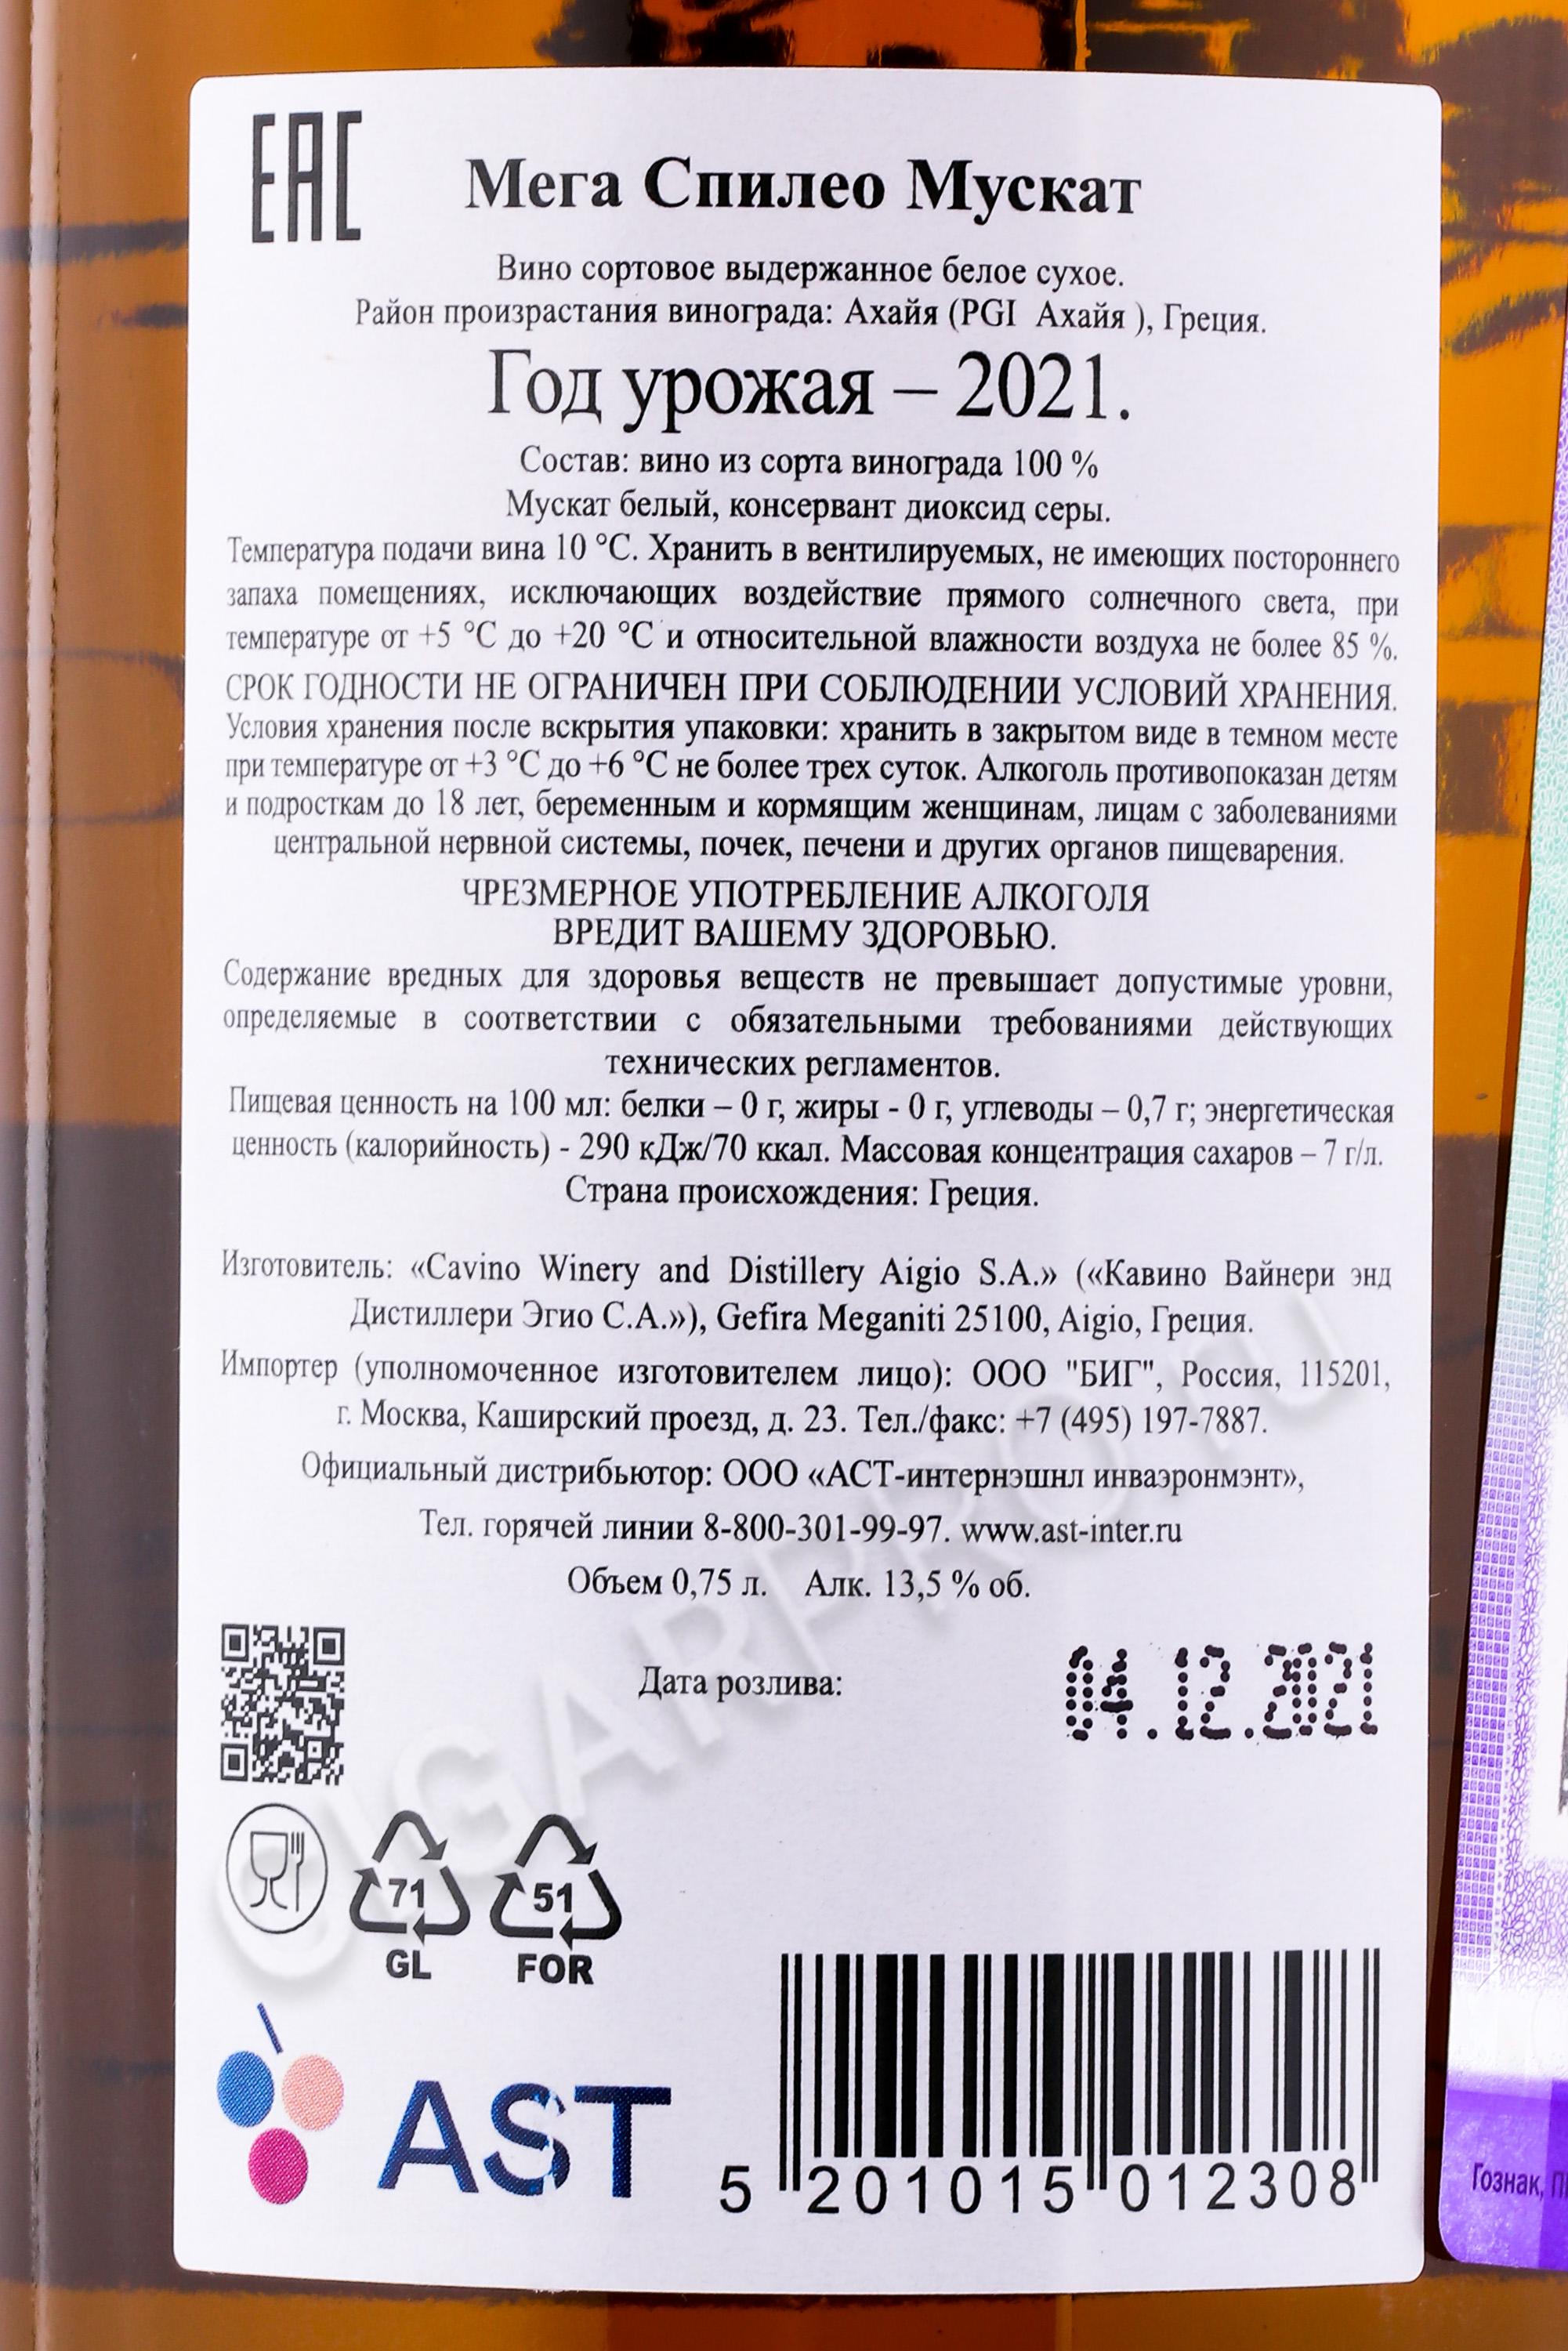 EAC
Мега Спилео Мускат
Вино сортовое выдержанное белое сухое.
Район произрастания винограда: Ахайя (PGI Ахайя ), Греция.
Год урожая – 2021.
Состав: вино из сорта винограда 100 %
Мускат белый, консервант диоксид серы.
Температура подачи вина 10 °С. Хранить в вентилируемых, не имеющих постороннего
запаха помещениях, исключающих воздействие прямого солнечного света, при
температуре от +5 °С до +20 °С и относительной влажности воздуха не более 85 %.
СРОК ГОДНОСТИ НЕ ОГРАНИЧЕН ПРИ СОБЛЮДЕНИИ УСЛОВИЙ ХРАНЕНИЯ.
Условия хранения после вскрытия упаковки: хранить в закрытом виде в темном месте
при температуре от +3 °С до +6 °С не более трех суток. Алкоголь противопоказан детям
и подросткам до 18 лет, беременным и кормящим женщинам, лицам с заболеваниями
центральной нервной системы, почек, печени и других органов пищеварения.
ЧРЕЗМЕРНОЕ УПОТРЕБЛЕНИЕ АЛКОГОЛЯ
ВРЕДИТ ВАШЕМУ ЗДОРОВЬЮ.
Содержание вредных для здоровья веществ не превышает допустимые уровни,
определяемые в соответствии с обязательными требованиями действующих
технических регламентов.
Пищевая ценность на 100 мл: белки – 0 г, жиры - 0 г, углеводы – 0,7 г; энергетическая
ценность (калорийность) - 290 кДж/70 ккал. Массовая концентрация сахаров – 7 г/л.
Страна происхождения: Греция.
Изготовитель: «Cavino Winery and Distillery Aigio S.A.» («Кавино Вайнери энд
Дистиллери Эгио С.А.»), Gefira Meganiti 25100, Aigio, Греция.
Импортер (уполномоченное изготовителем лицо): ООО "БИГ", Россия, 115201,
г. Москва, Каширский проезд, д. 23. Тел./факс: +7 (495) 197-7887.
Официальный дистрибьютор: ООО «АСТ-интернэшнл инваэронмэнт»,
Тел. горячей линии 8-800-301-99-97. www.ast-inter.ru
Объем 0,75 л. Алк. 13,5 % об.
Дата розлива: 04.12.2021
71 51
GL FOR
AST
5 201015 012308
Гознак,
CIGARPRO.ru